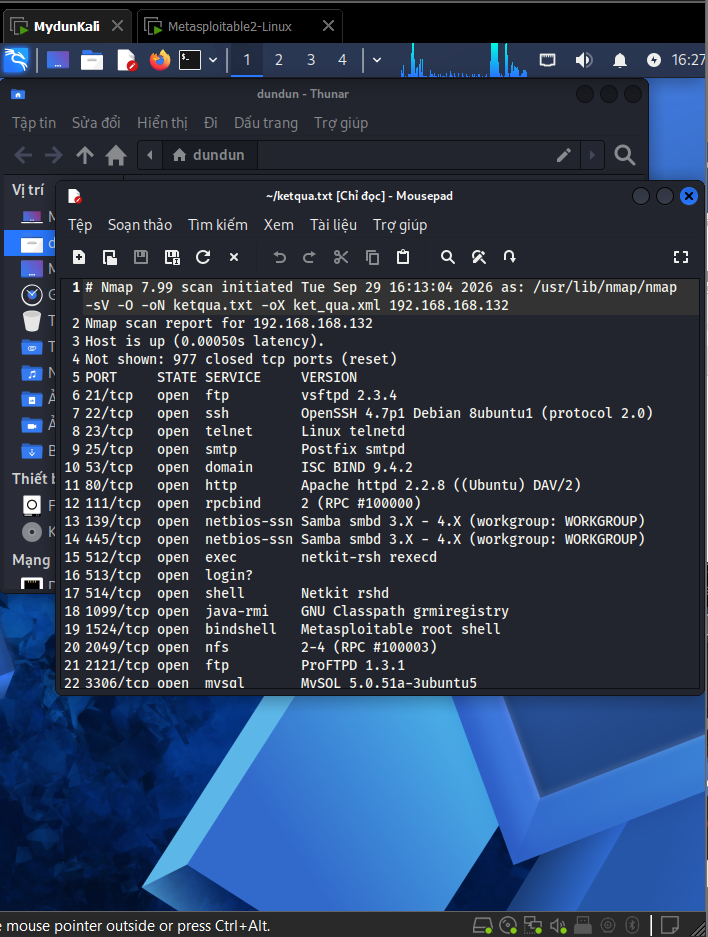 MydunKali
Metasploitable2-Linux
1 2 3 4
16:27
dundun - Thunar
Tập tin Sửa đổi Hiển thị Đi Dấu trang Trợ giúp
dundun
Vị trí
~/ketqua.txt [Chỉ đọc] - Mousepad
Tệp Soạn thảo Tìm kiếm Xem Tài liệu Trợ giúp
1 # Nmap 7.99 scan initiated Tue Sep 29 16:13:04 2026 as: /usr/lib/nmap/nmap
-sV -O -oN ketqua.txt -oX ket_qua.xml 192.168.168.132
2 Nmap scan report for 192.168.168.132
3 Host is up (0.00050s latency).
4 Not shown: 977 closed tcp ports (reset)
5 PORT STATE SERVICE VERSION
6 21/tcp open ftp vsftpd 2.3.4
7 22/tcp open ssh OpenSSH 4.7p1 Debian 8ubuntu1 (protocol 2.0)
8 23/tcp open telnet Linux telnetd
9 25/tcp open smtp Postfix smtpd
10 53/tcp open domain ISC BIND 9.4.2
11 80/tcp open http Apache httpd 2.2.8 ((Ubuntu) DAV/2)
12 111/tcp open rpcbind 2 (RPC #100000)
13 139/tcp open netbios-ssn Samba smbd 3.X - 4.X (workgroup: WORKGROUP)
14 445/tcp open netbios-ssn Samba smbd 3.X - 4.X (workgroup: WORKGROUP)
15 512/tcp open exec netkit-rsh rexecd
16 513/tcp open login?
17 514/tcp open shell Netkit rshd
18 1099/tcp open java-rmi GNU Classpath grmiregistry
19 1524/tcp open bindshell Metasploitable root shell
20 2049/tcp open nfs 2-4 (RPC #100003)
21 2121/tcp open ftp ProFTPD 1.3.1
22 3306/tcp open mysql MySQL 5.0.51a-3ubuntu5
Thiết b
Mạng
e mouse pointer outside or press Ctrl+Alt.